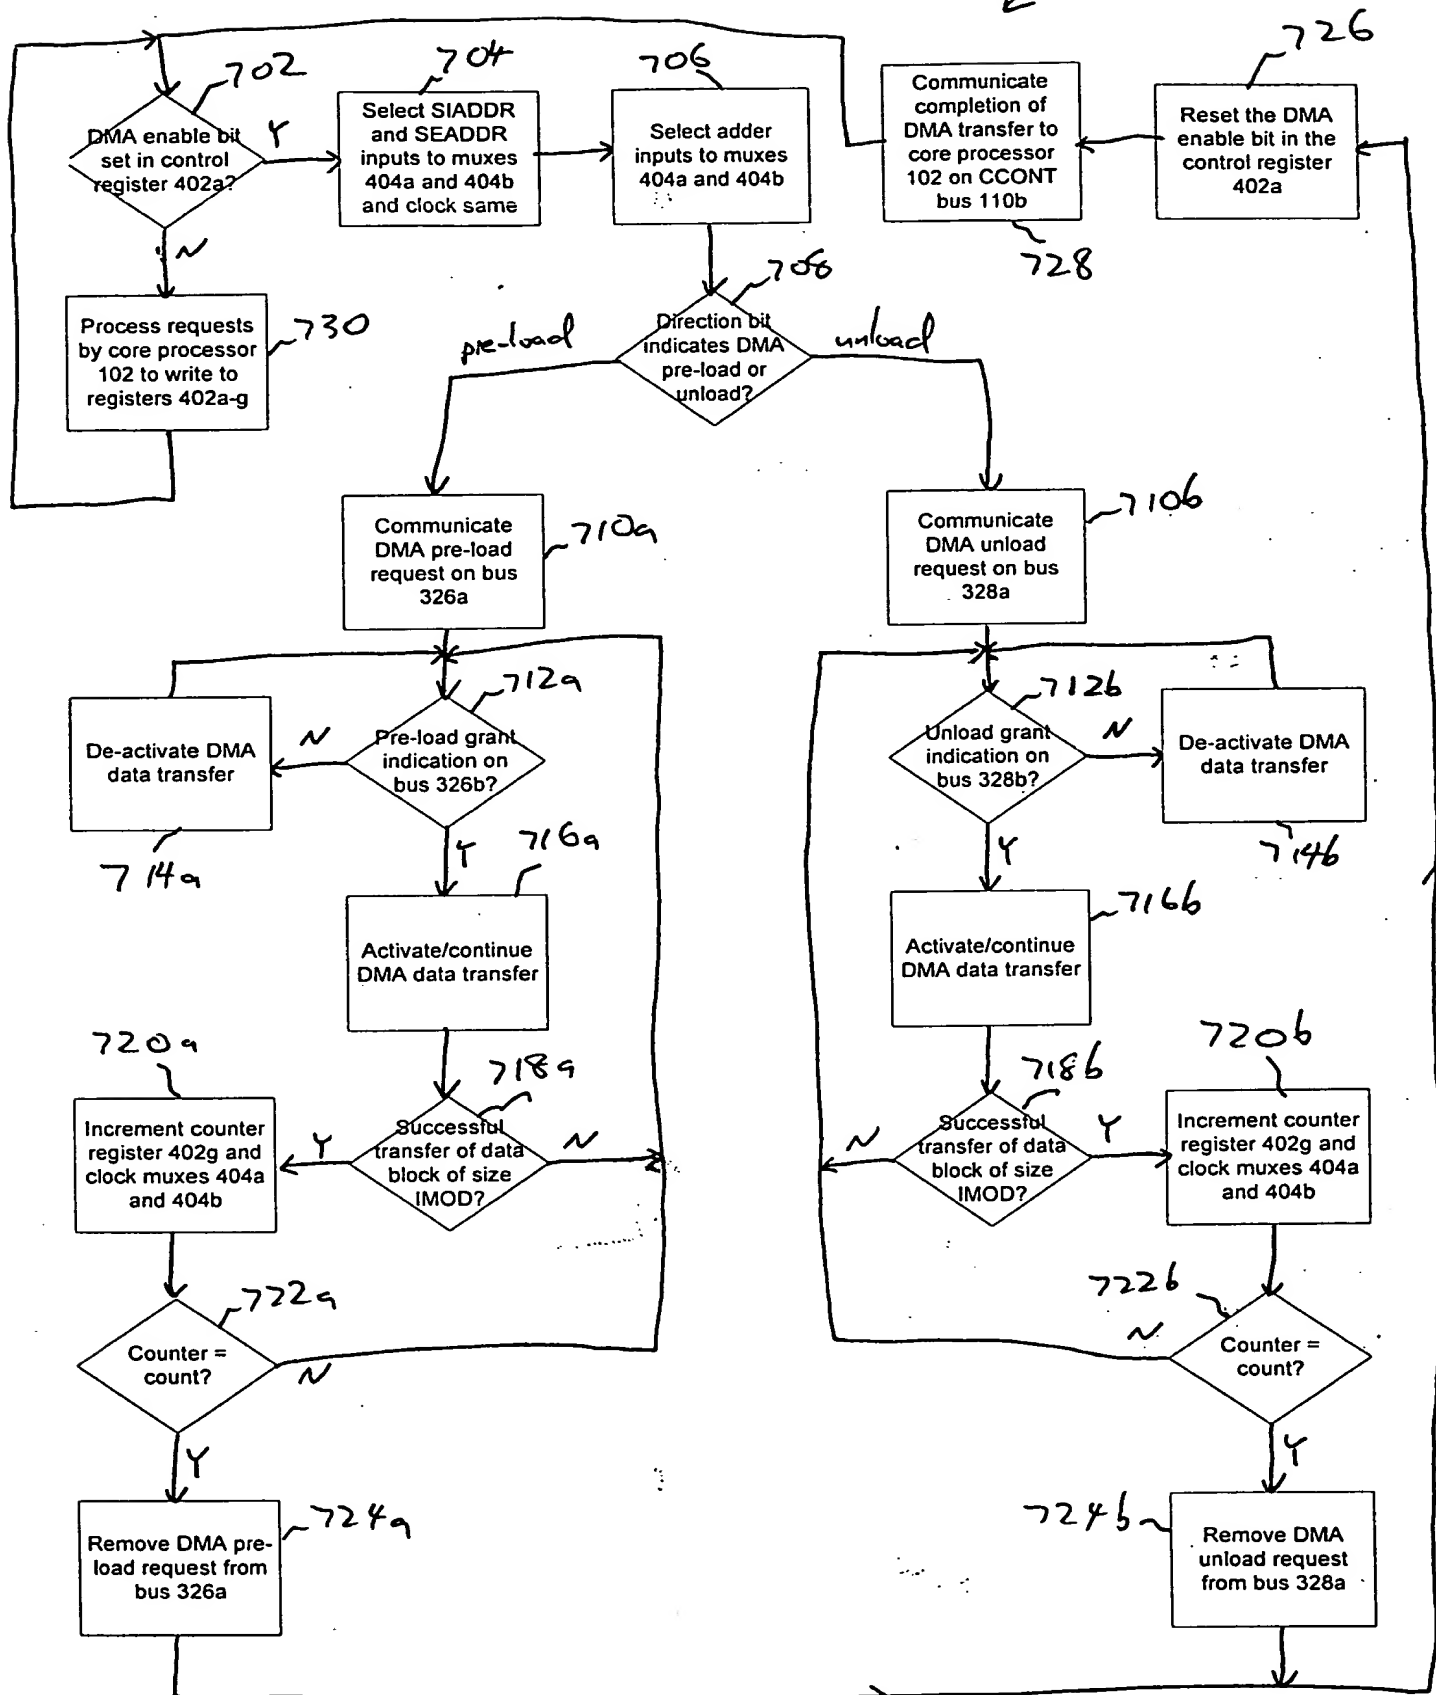 702
DMA enable bit
set in control
register 402a?
Y
N
704
Select SIADDR
and SEADDR
inputs to muxes
404a and 404b
and clock same
706
Select adder
inputs to muxes
404a and 404b
Communicate
completion of
DMA transfer to
core processor
102 on CCONT
bus 110b
728
726
Reset the DMA
enable bit in the
control register
402a
Process requests
by core processor
102 to write to
registers 402a-g
730
708
Direction bit
indicates DMA
pre-load or
unload?
pre-load
unload
Communicate
DMA pre-load
request on bus
326a
710a
Communicate
DMA unload
request on bus
328a
710b
712a
Pre-load grant
indication on
bus 326b?
N
Y
De-activate DMA
data transfer
714a
712b
Unload grant
indication on
bus 328b?
N
Y
De-activate DMA
data transfer
714b
716a
Activate/continue
DMA data transfer
716b
Activate/continue
DMA data transfer
718a
Successful
transfer of data
block of size
IMOD?
Y
N
720a
Increment counter
register 402g and
clock muxes 404a
and 404b
718b
Successful
transfer of data
block of size
IMOD?
N
Y
720b
Increment counter
register 402g and
clock muxes 404a
and 404b
722a
Counter =
count?
N
Y
722b
Counter =
count?
N
Y
724a
Remove DMA pre-
load request from
bus 326a
724b
Remove DMA
unload request
from bus 328a